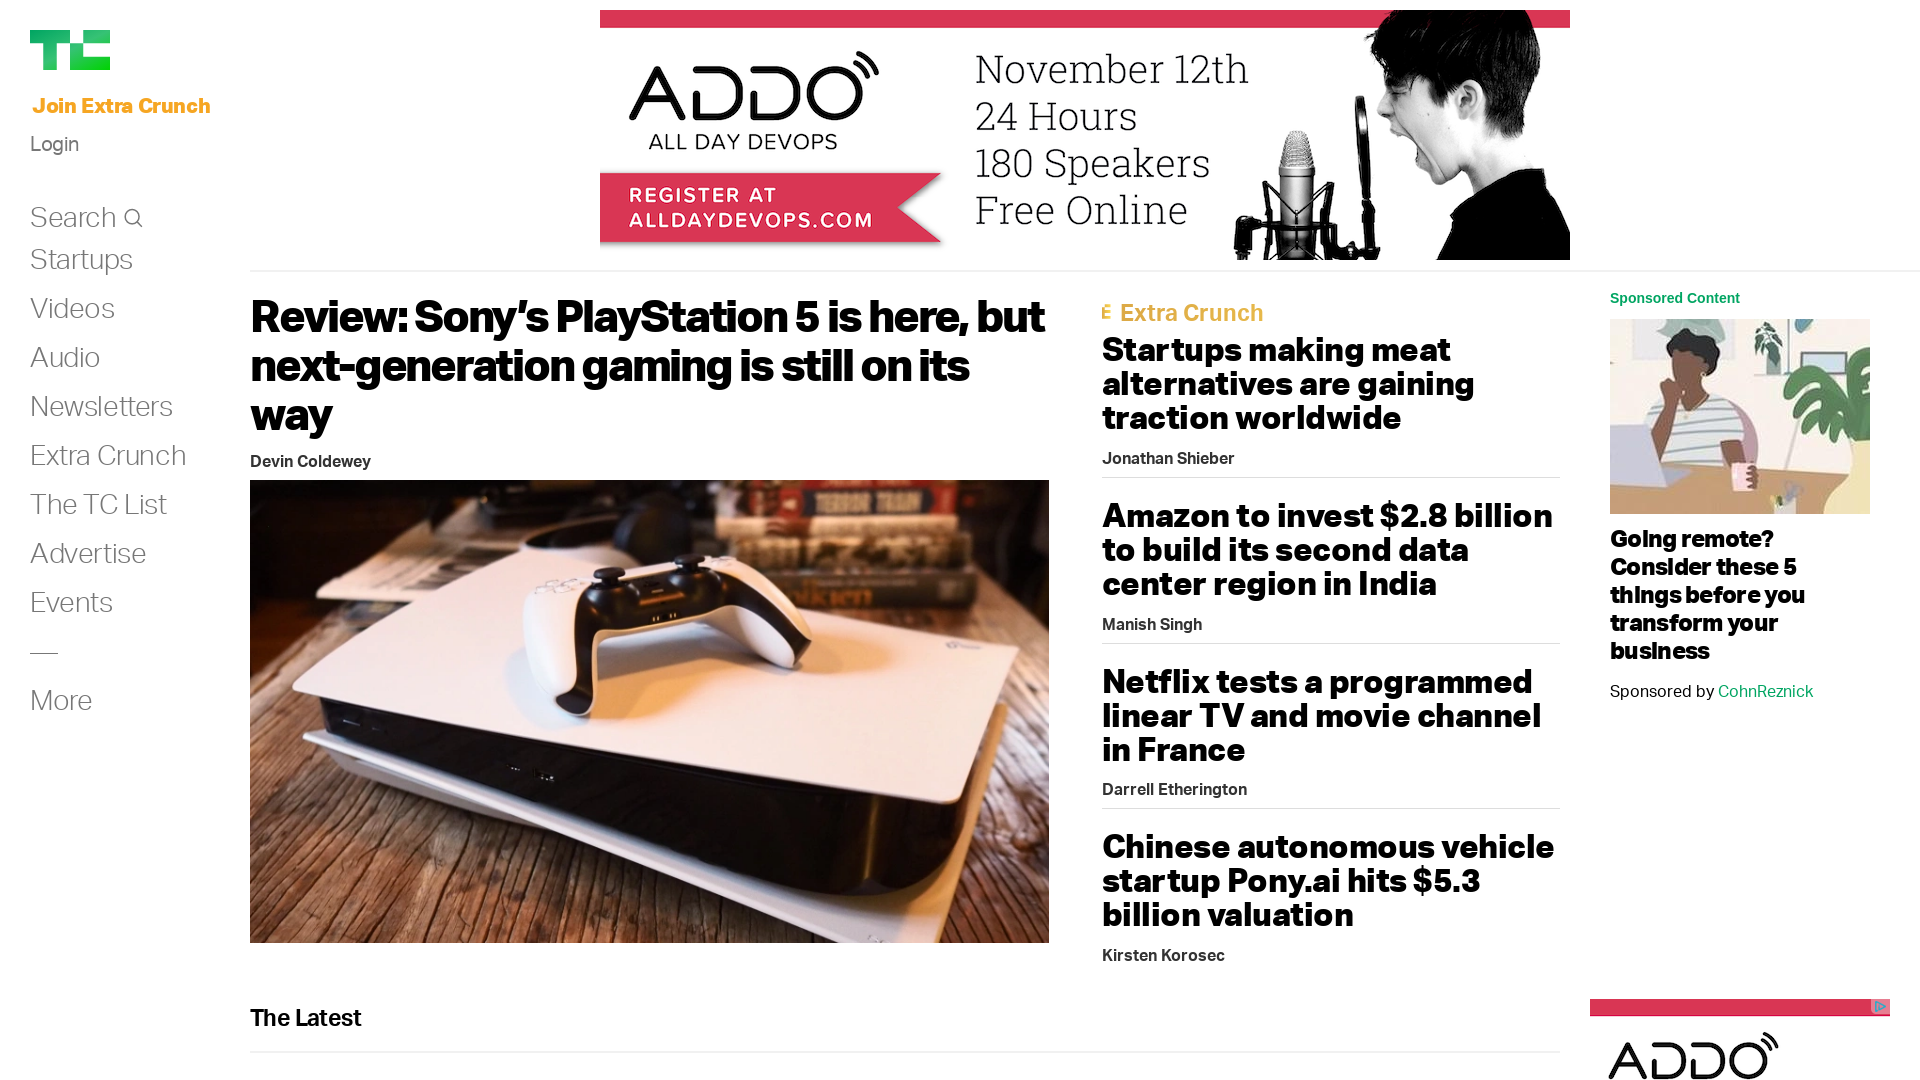 TC
Join Extra Crunch
Login
Search
Startups
Videos
Audio
Newsletters
Extra Crunch
The TC List
Advertise
Events
More
ADDO
ALL DAY DEVOPS
REGISTER AT
ALLDAYDEVOPS.COM
November 12th
24 Hours
180 Speakers
Free Online
Review: Sony’s PlayStation 5 is here, but
next-generation gaming is still on its
way
Devin Coldewey
TERROR TRAIN
Extra Crunch
Startups making meat
alternatives are gaining
traction worldwide
Jonathan Shieber
Amazon to invest $2.8 billion
to build its second data
center region in India
Manish Singh
Netflix tests a programmed
linear TV and movie channel
in France
Darrell Etherington
Chinese autonomous vehicle
startup Pony.ai hits $5.3
billion valuation
Kirsten Korosec
Sponsored Content
Going remote?
Consider these 5
things before you
transform your
business
Sponsored by CohnReznick
The Latest
ADDO